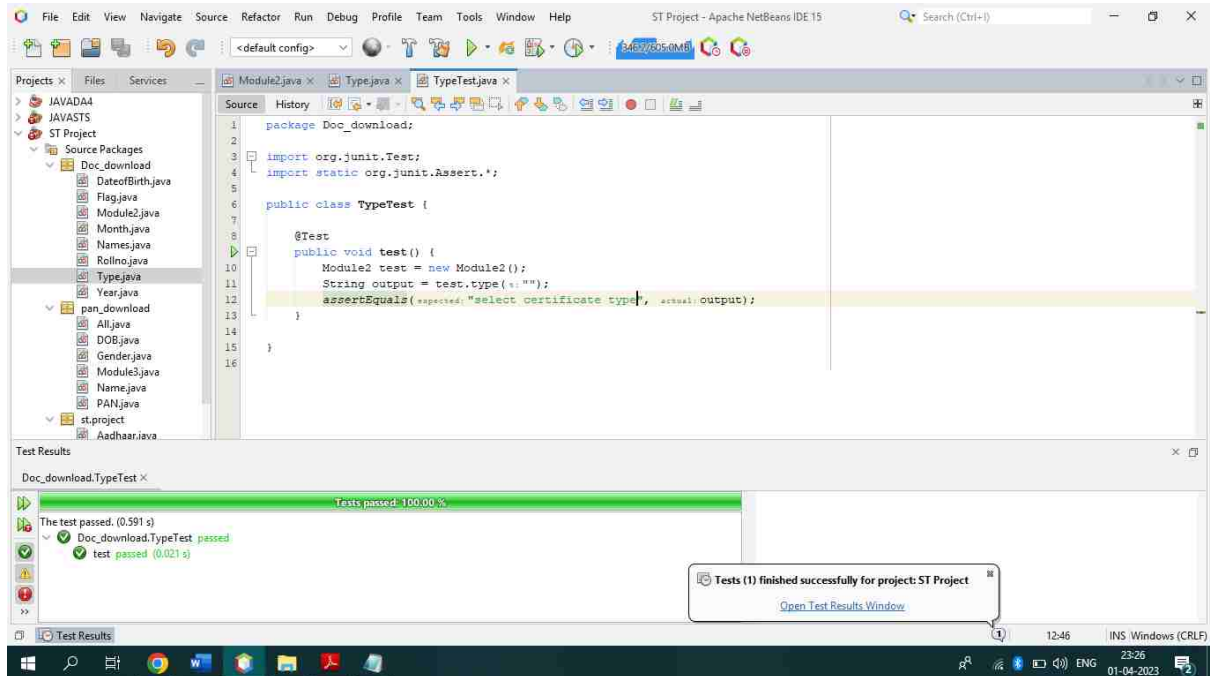 File Edit View Navigate Source Refactor Run Debug Profile Team Tools Window Help ST Project - Apache NetBeans IDE 15 Search (Ctrl+I)
<default config>
Projects Files Services
Module2.java Type.java TypeTest.java
Source History
JAVADA4
JAVASTS
ST Project
Source Packages
Doc_download
DateofBirth.java
Flag.java
Module2.java
Month.java
Names.java
Rollno.java
Type.java
Year.java
pan_download
All.java
DOB.java
Gender.java
Module3.java
Name.java
PAN.java
st.project
Aadhaar.java
1 package Doc_download;
2
3 import org.junit.Test;
4 import static org.junit.Assert.*;
5
6 public class TypeTest {
7
8 @Test
public void test() {
10 Module2 test = new Module2();
11 String output = test.type(s: "");
12 assertEquals(expected: "select certificate type", actual: output);
13 }
14
15 }
16
Test Results
Doc_download.TypeTest
Tests passed: 100.00 %
The test passed. (0.591 s)
Doc_download.TypeTest passed
test passed (0.021 s)
Tests (1) finished successfully for project: ST Project
Open Test Results Window
Test Results
1 12:46 INS Windows (CRLF)
ENG 23:26
01-04-2023 2